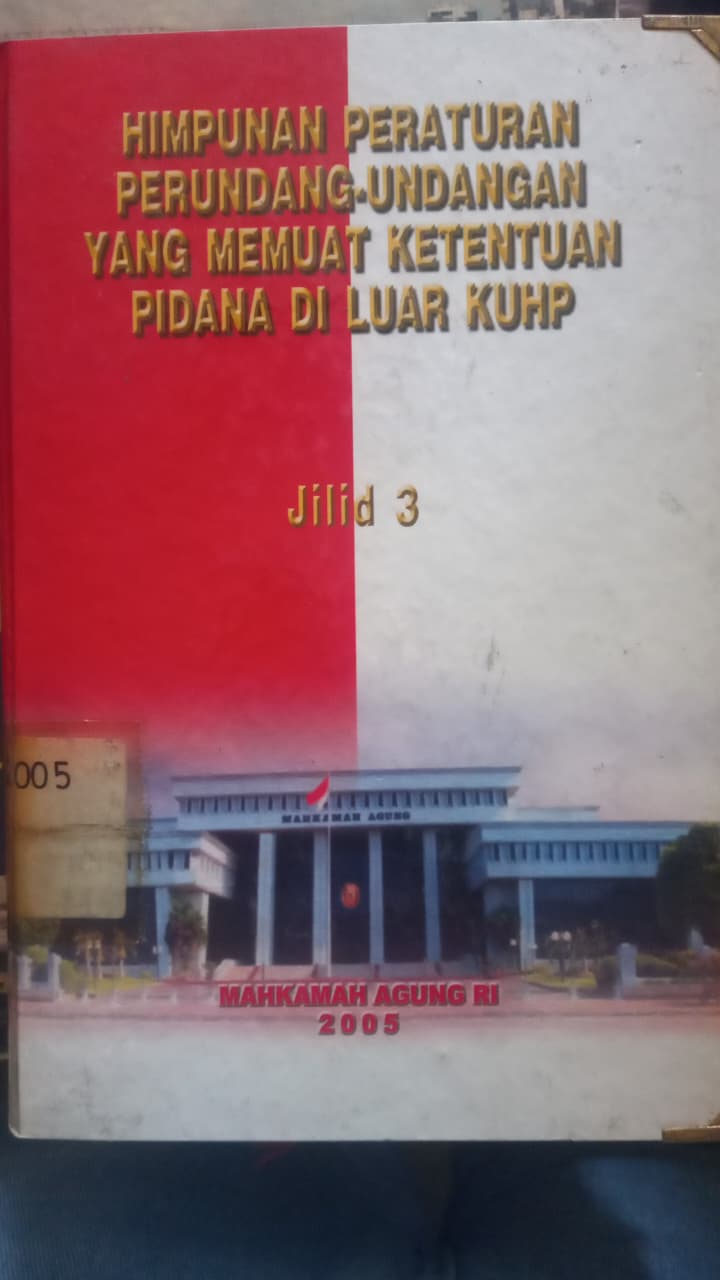 HIMPUNAN PERATURAN
PERUNDANG-UNDANGAN
YANG MEMUAT KETENTUAN
PIDANA DI LUAR KUHP
Jilid 3
005
MAHKAMAH AGUNG
MAHKAMAH AGUNG RI
2005